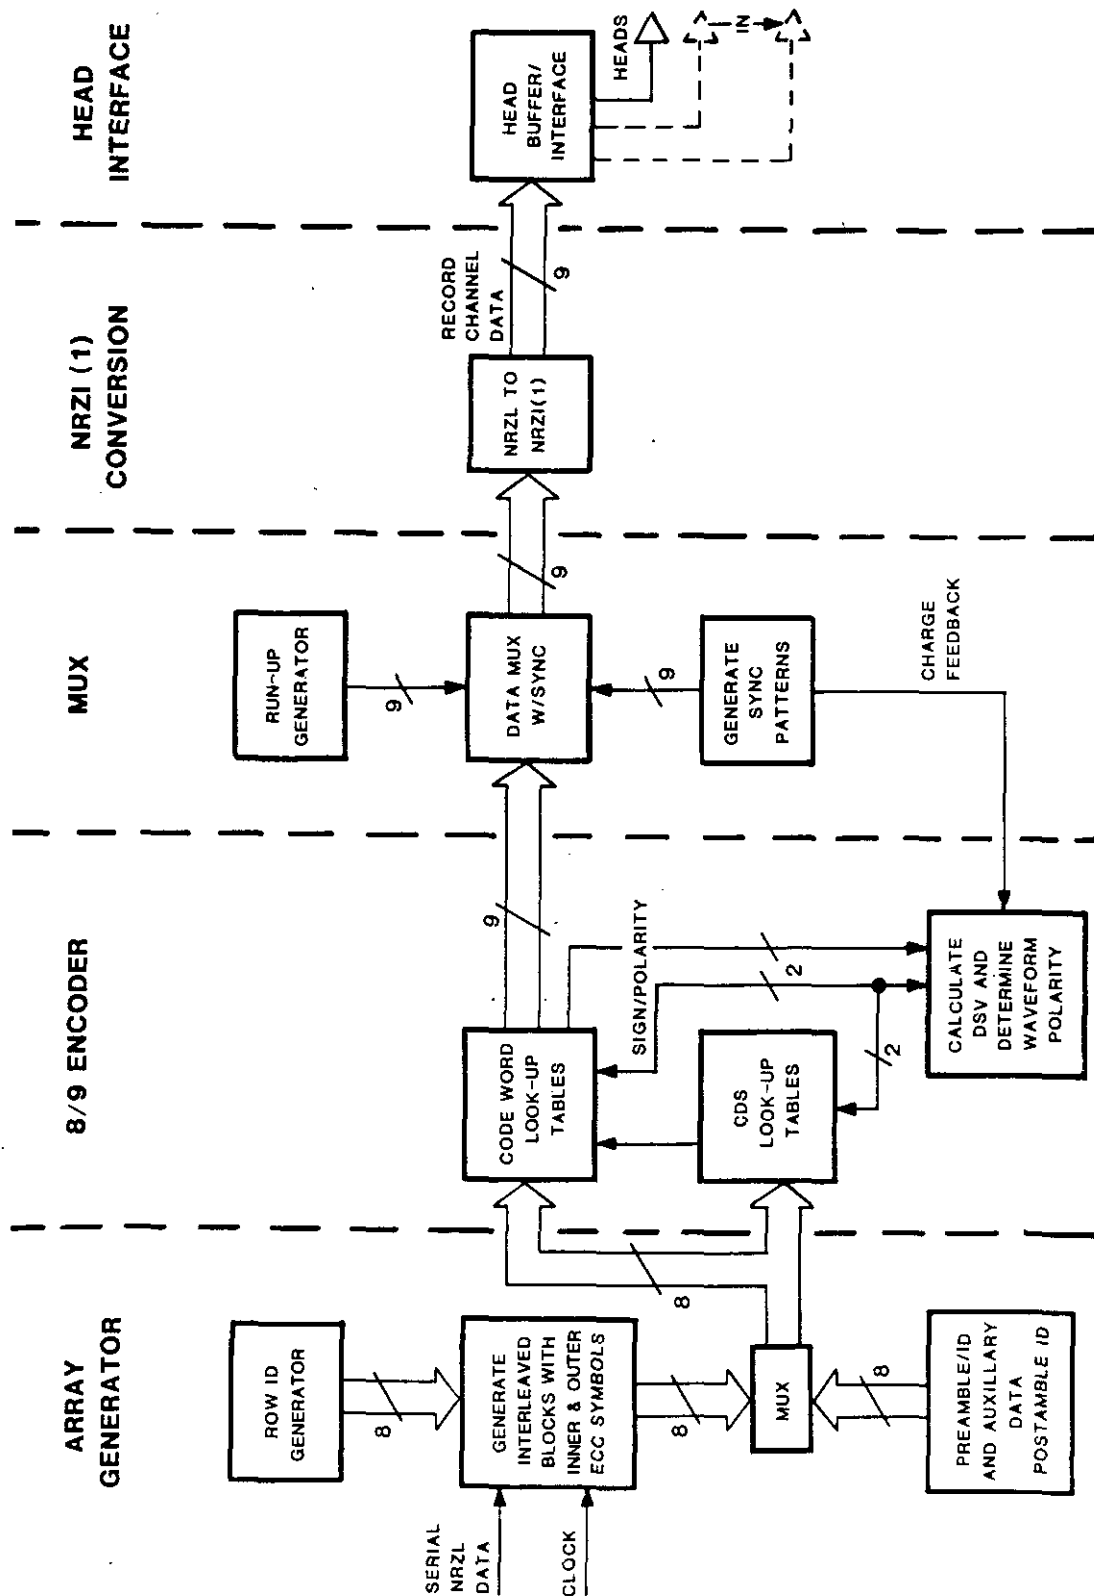 ARRAY
GENERATOR
8/9 ENCODER
MUX
NRZI (1)
CONVERSION
HEAD
INTERFACE
ROW ID
GENERATOR
8
SERIAL
NRZL
DATA
CLOCK
GENERATE
INTERLEAVED
BLOCKS WITH
INNER & OUTER
ECC SYMBOLS
8
MUX
8
PREAMBLE/ID
AND AUXILLARY
DATA
POSTAMBLE ID
8
CODE WORD
LOOK-UP
TABLES
9
SIGN/POLARITY
2
CDS
LOOK-UP
TABLES
2
CALCULATE
DSV AND
DETERMINE
WAVEFORM
POLARITY
RUN-UP
GENERATOR
9
DATA MUX
W/SYNC
9
9
GENERATE
SYNC
PATTERNS
CHARGE
FEEDBACK
NRZL TO
NRZI(1)
RECORD
CHANNEL
DATA
9
HEAD
BUFFER/
INTERFACE
HEADS
IN